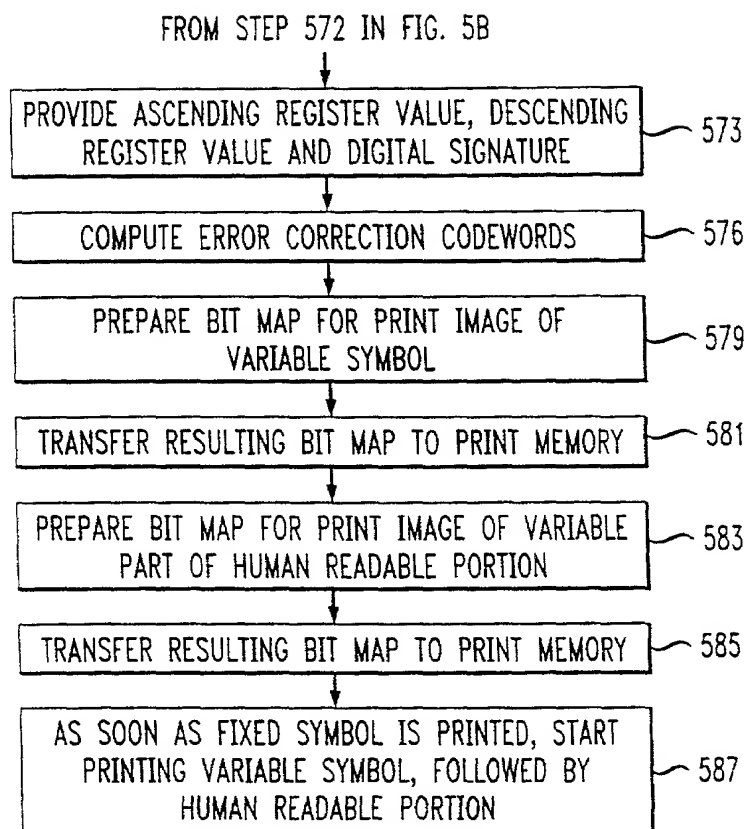 FROM STEP 572 IN FIG. 5B
PROVIDE ASCENDING REGISTER VALUE, DESCENDING
REGISTER VALUE AND DIGITAL SIGNATURE
573
COMPUTE ERROR CORRECTION CODEWORDS
576
PREPARE BIT MAP FOR PRINT IMAGE OF
VARIABLE SYMBOL
579
TRANSFER RESULTING BIT MAP TO PRINT MEMORY
581
PREPARE BIT MAP FOR PRINT IMAGE OF VARIABLE
PART OF HUMAN READABLE PORTION
583
TRANSFER RESULTING BIT MAP TO PRINT MEMORY
585
AS SOON AS FIXED SYMBOL IS PRINTED, START
PRINTING VARIABLE SYMBOL, FOLLOWED BY
HUMAN READABLE PORTION
587